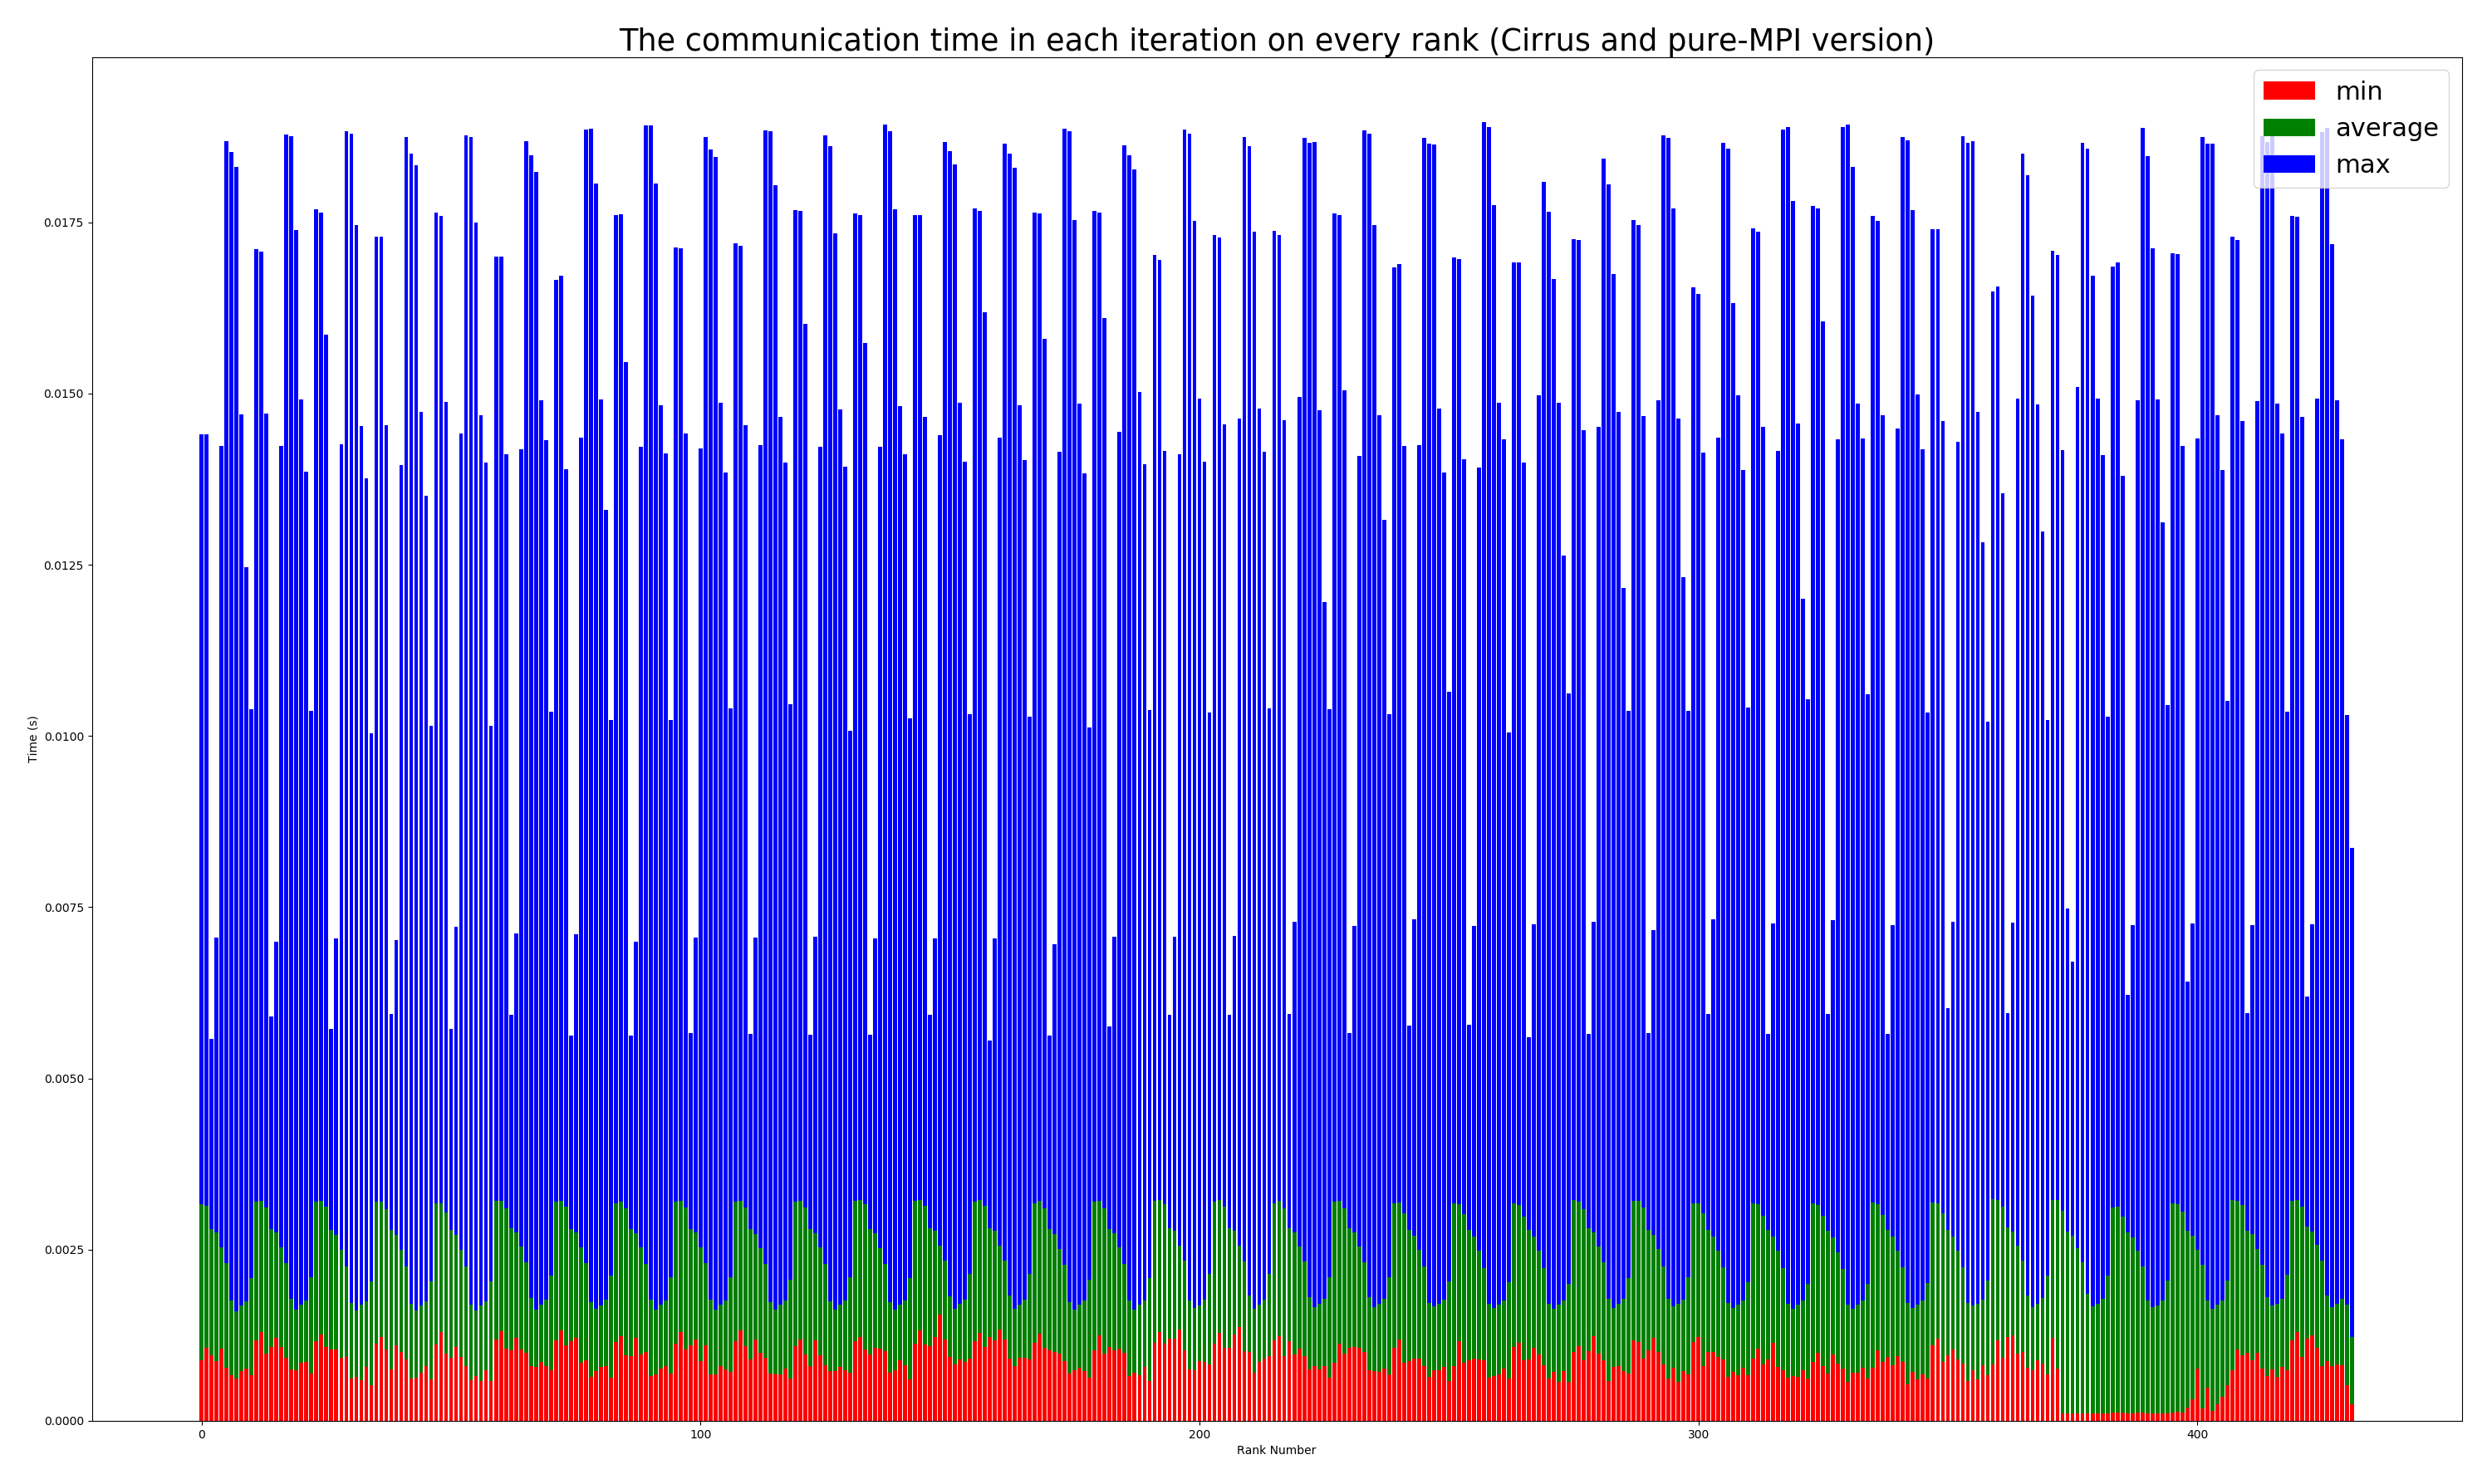 The communication time in each iteration on every rank (Cirrus and pure-MPI version)
min
average
max
0.0175
0.0150
0.0125
0.0100
0.0075
0.0050
0.0025
0.0000
Time (s)
0 100 200 300 400
Rank Number